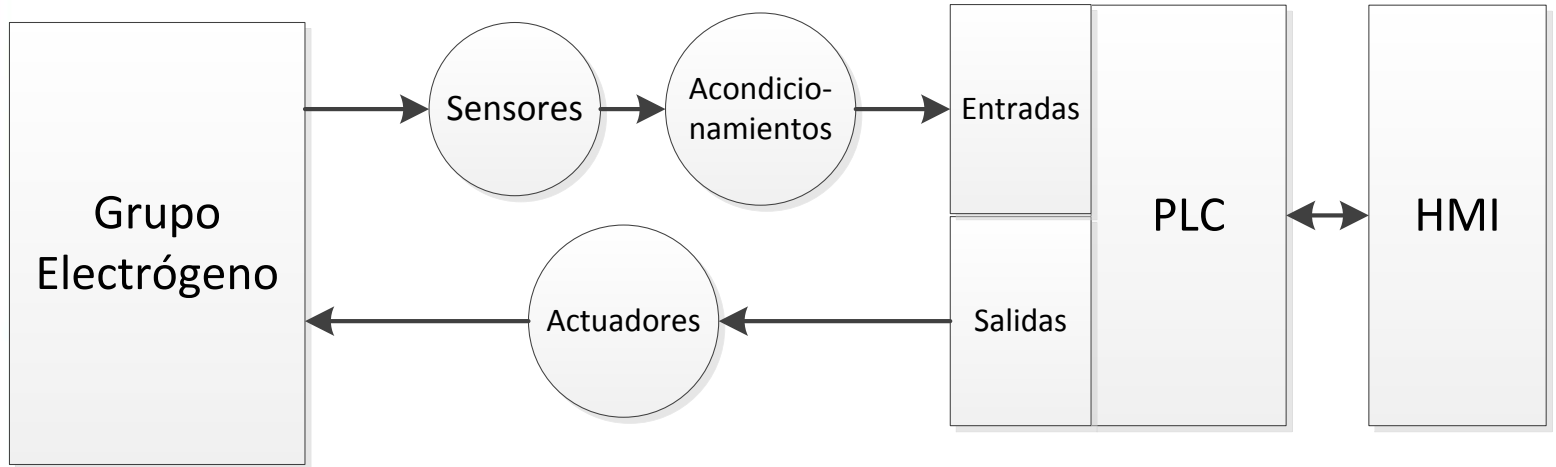 Grupo
Electrógeno
Sensores
Acondicio-
namientos
Entradas
PLC
HMI
Actuadores
Salidas